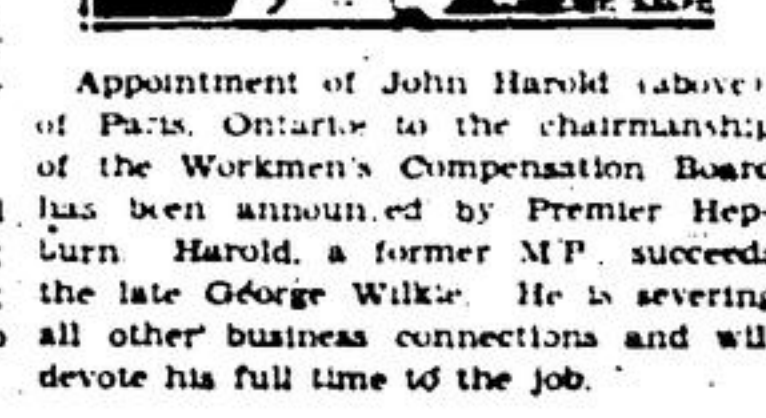 Appointment of John Harold (above)
of Paris, Ontario to the chairmanship
of the Workmen's Compensation Board
has been announced by Premier Hep-
burn. Harold, a former M.P., succeeds
the late George Wilkie. He is severing
all other business connections and will
devote his full time to the job.